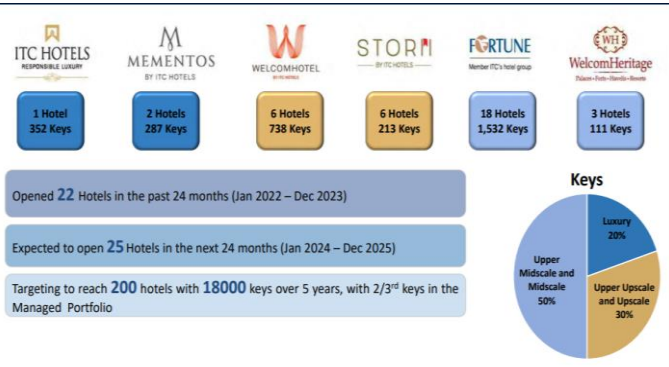 ITC HOTELS
RESPONSIBLE LUXURY
MEMENTOS
BY ITC HOTELS
WELCOMHOTEL
BY ITC HOTELS
STORII
BY ITC HOTELS
FORTUNE
Member ITC's hotel group
WH
WelcomHeritage
Palaces - Forts - Havelis - Resorts
1 Hotel
352 Keys
2 Hotels
287 Keys
6 Hotels
738 Keys
6 Hotels
213 Keys
18 Hotels
1,532 Keys
3 Hotels
111 Keys
Opened 22 Hotels in the past 24 months (Jan 2022 – Dec 2023)
Expected to open 25 Hotels in the next 24 months (Jan 2024 – Dec 2025)
Targeting to reach 200 hotels with 18000 keys over 5 years, with 2/3rd keys in the
Managed Portfolio
Keys
Luxury
20%
Upper
Midscale and
Midscale
50%
Upper Upscale
and Upscale
30%